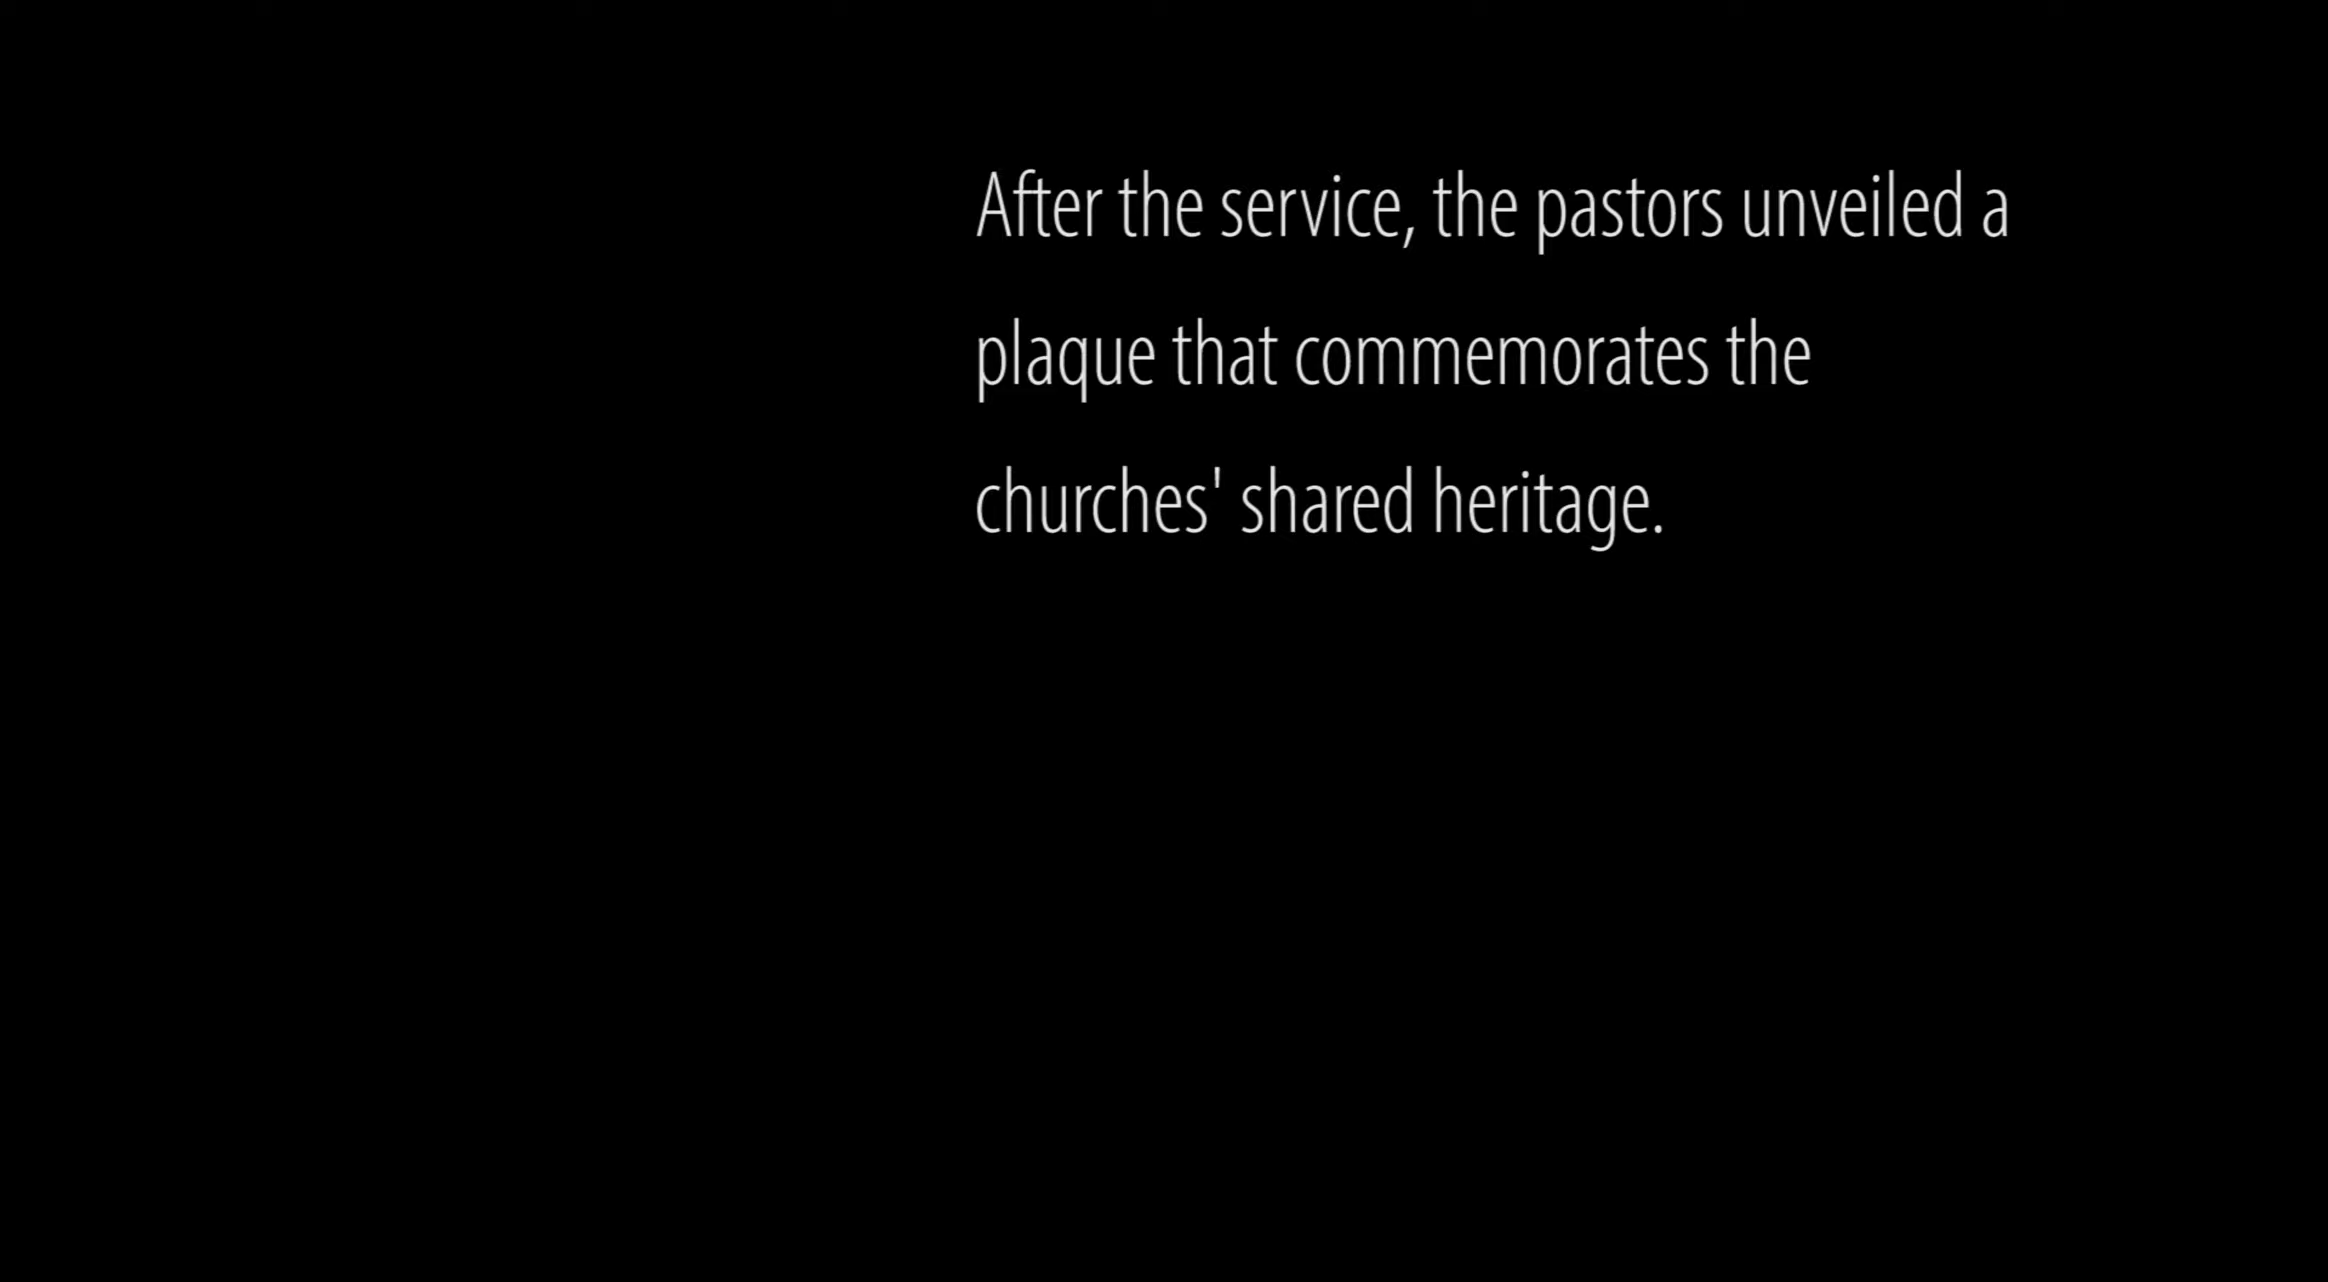 After the service, the pastors unveiled a
plaque that commemorates the
churches' shared heritage.